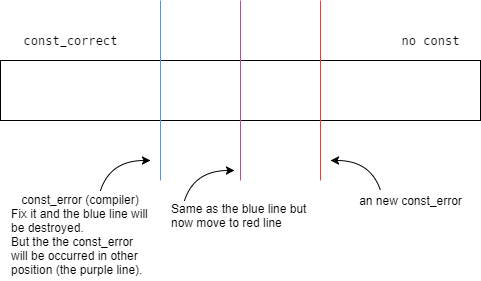 const_correct
no const
const_error (compiler)
Fix it and the blue line will
be destroyed.
But the the const_error
will be occurred in other
position (the purple line).
Same as the blue line but
now move to red line
an new const_error